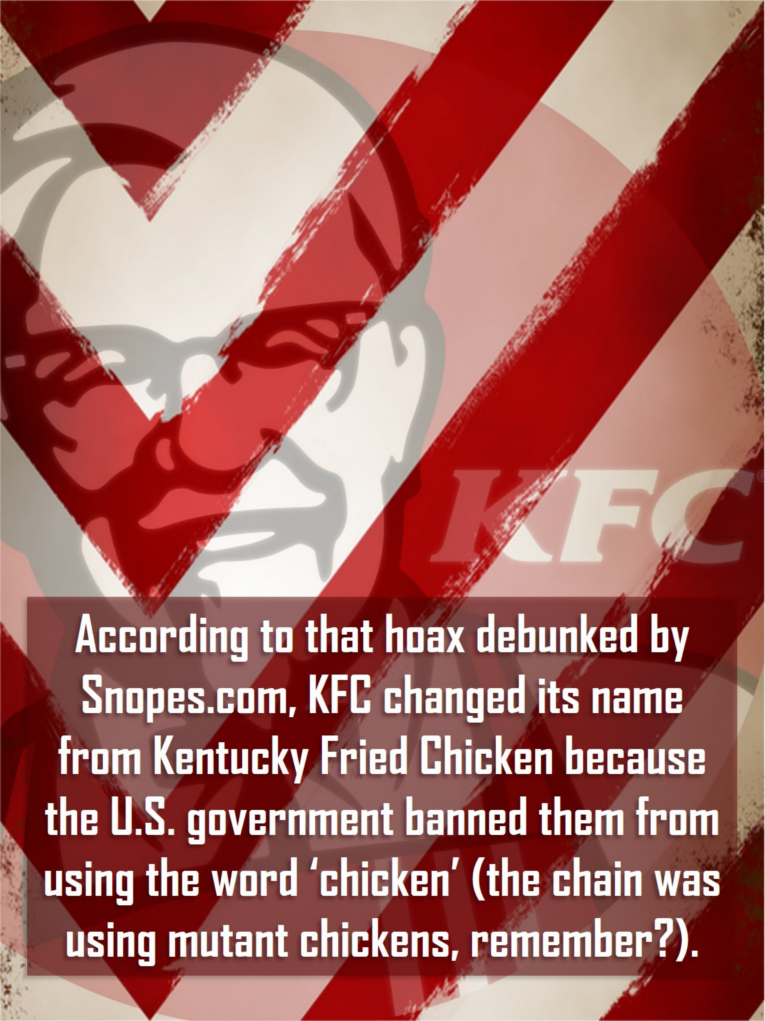 KFC
According to that hoax debunked by
Snopes.com, KFC changed its name
from Kentucky Fried Chicken because
the U.S. government banned them from
using the word ‘chicken’ (the chain was
using mutant chickens, remember?).